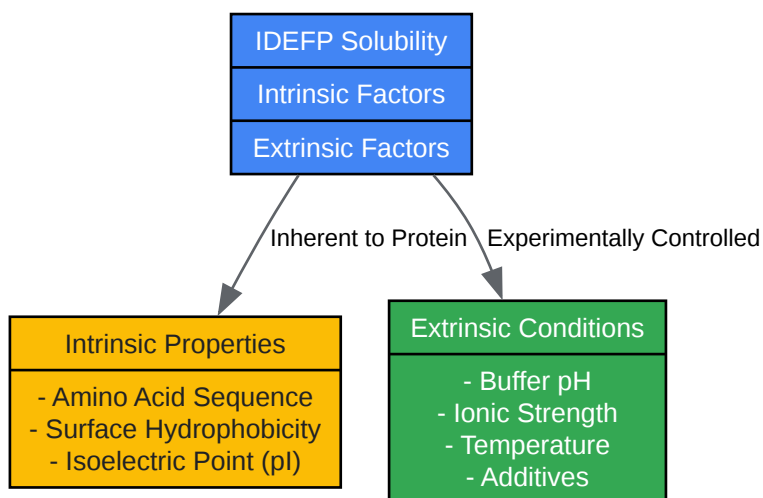 IDEFP Solubility
Intrinsic Factors
Extrinsic Factors
Inherent to Protein
Experimentally Controlled
Intrinsic Properties
- Amino Acid Sequence
- Surface Hydrophobicity
- Isoelectric Point (pI)
Extrinsic Conditions
- Buffer pH
- Ionic Strength
- Temperature
- Additives